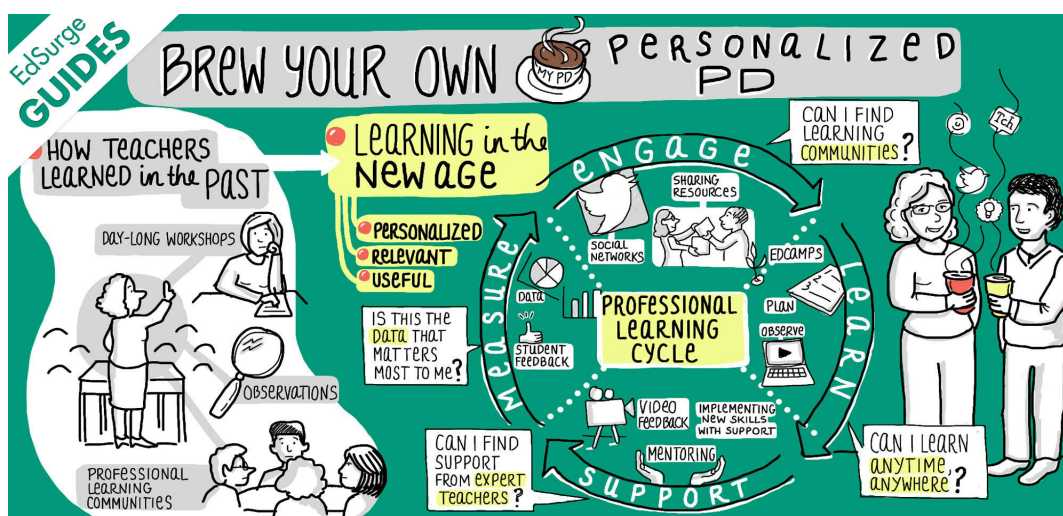 EdSurge
GUIDES
BREW YOUR OWN
MY PD
PERSONALIZED
PD
HOW TEACHERS
LEARNED in the PAST
DAY-LONG WORKSHOPS
OBSERVATIONS
PROFESSIONAL
LEARNING
COMMUNITIES
LEARNING in the
NEW AGE
PERSONALIZED
RELEVANT
USEFUL
ENGAGE
CAN I FIND
LEARNING
COMMUNITIES?
SOCIAL
NETWORKS
SHARING
RESOURCES
EDCAMPS
LEARN
PLAN
OBSERVE
CAN I LEARN
ANYTIME,
ANYWHERE?
PROFESSIONAL
LEARNING
CYCLE
SUPPORT
VIDEO
FEEDBACK
IMPLEMENTING
NEW SKILLS
WITH SUPPORT
MENTORING
CAN I FIND
SUPPORT
FROM EXPERT
TEACHERS?
MEASURE
DATA
STUDENT
FEEDBACK
IS THIS THE
DATA THAT
MATTERS
MOST TO ME?
Tch